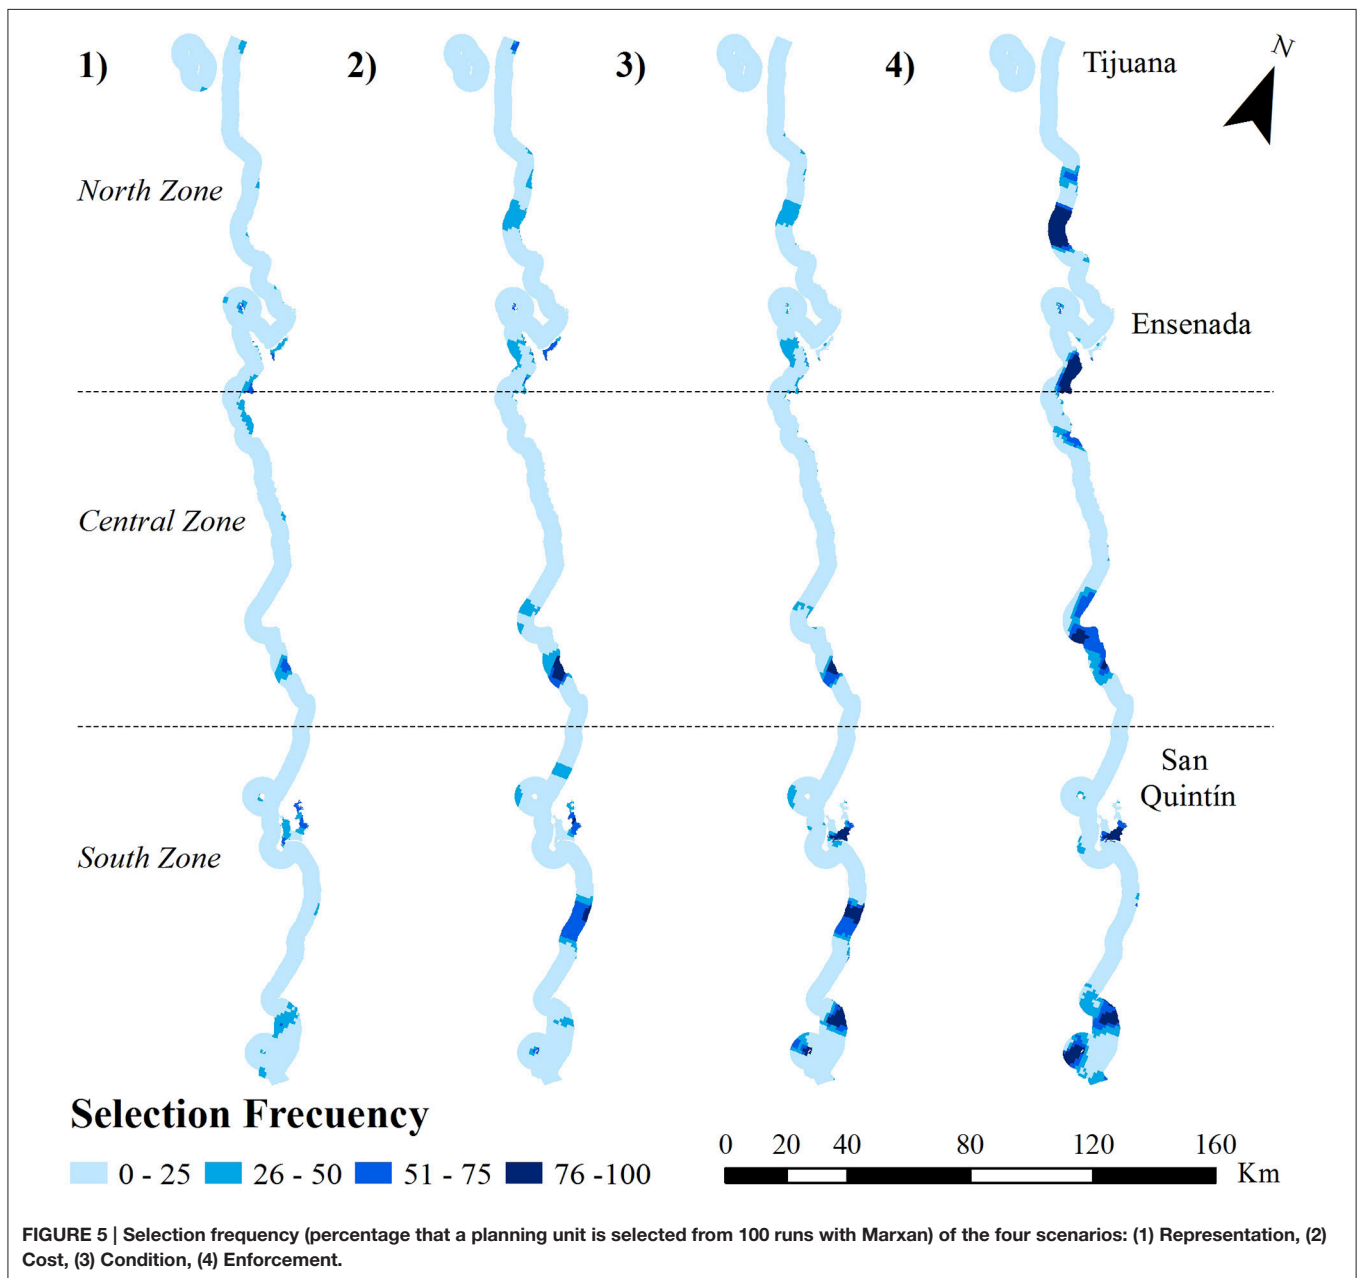 1)
2)
3)
4)
Tijuana
N
North Zone
Ensenada
Central Zone
San
Quintín
South Zone
Selection Frecuency
0 - 25
26 - 50
51 - 75
76 -100
0 20 40 80 120 160
Km
FIGURE 5 | Selection frequency (percentage that a planning unit is selected from 100 runs with Marxan) of the four scenarios: (1) Representation, (2)
Cost, (3) Condition, (4) Enforcement.